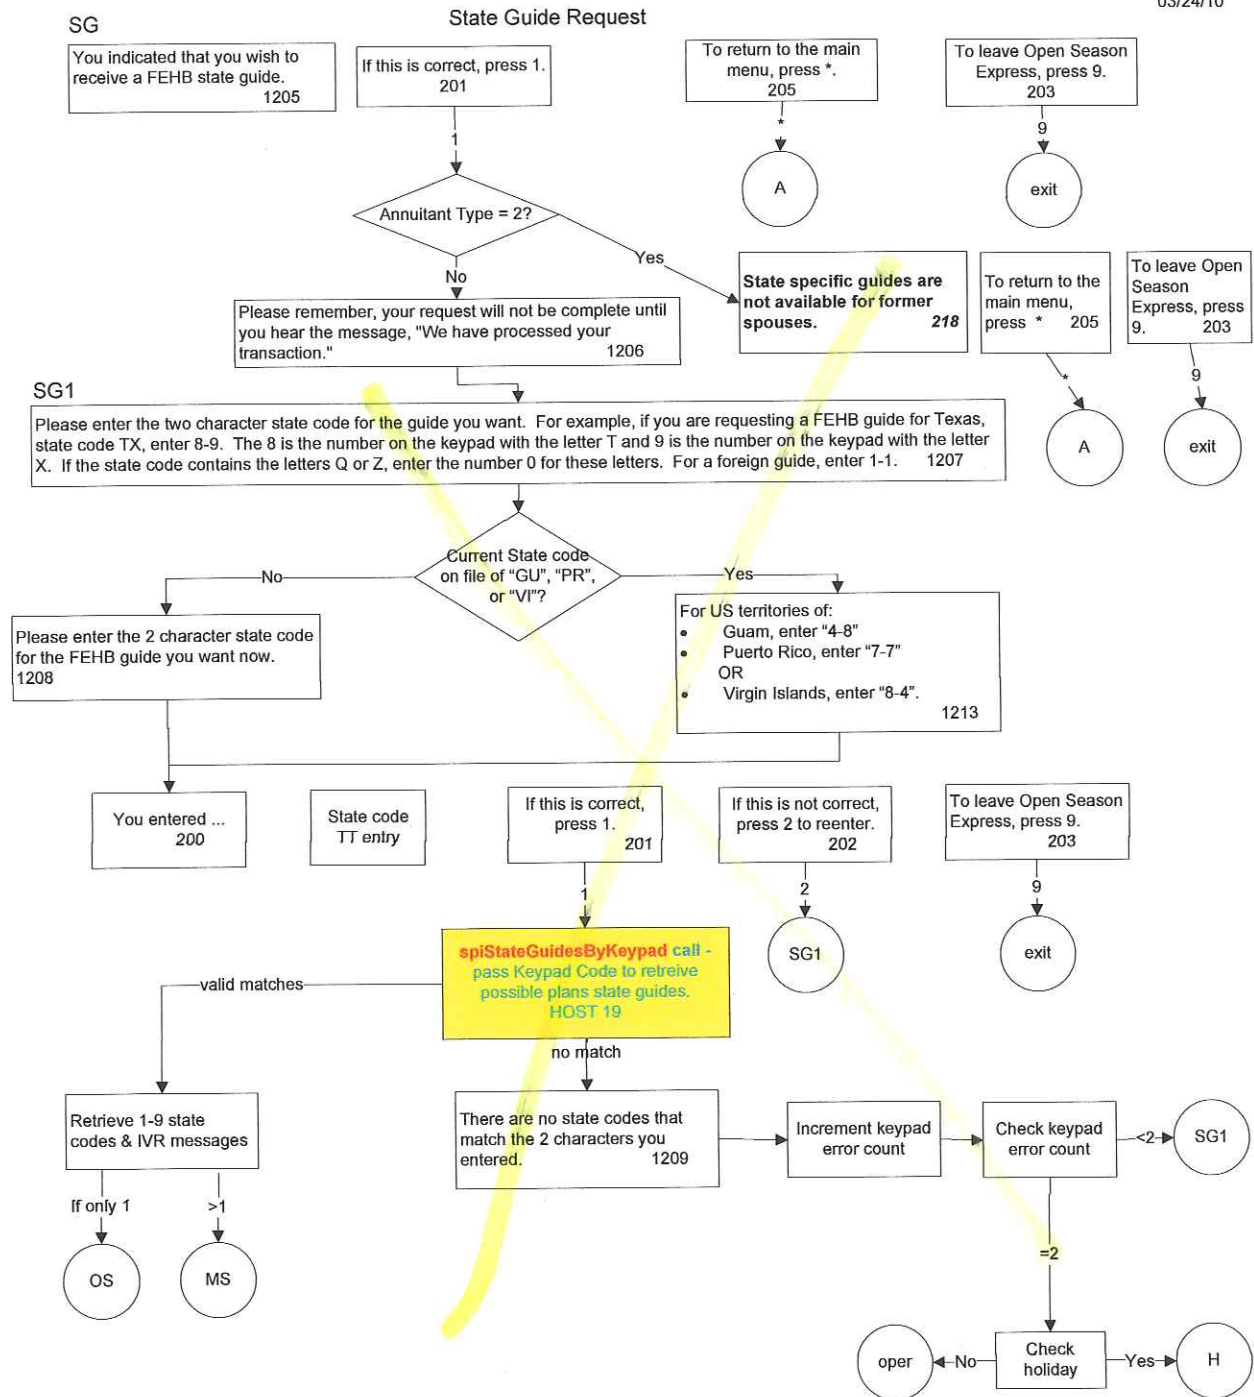 03/24/10
SG
State Guide Request
You indicated that you wish to
receive a FEHB state guide.
1205
If this is correct, press 1.
201
To return to the main
menu, press *.
205
To leave Open Season
Express, press 9.
203
1
*
9
A
exit
Annuitant Type = 2?
Yes
No
State specific guides are
not available for former
spouses. 218
To return to the
main menu,
press * 205
To leave Open
Season
Express, press
9. 203
Please remember, your request will not be complete until
you hear the message, "We have processed your
transaction."
1206
*
9
A
exit
SG1
Please enter the two character state code for the guide you want. For example, if you are requesting a FEHB guide for Texas,
state code TX, enter 8-9. The 8 is the number on the keypad with the letter T and 9 is the number on the keypad with the letter
X. If the state code contains the letters Q or Z, enter the number 0 for these letters. For a foreign guide, enter 1-1. 1207
Current State code
on file of “GU”, “PR”,
or “VI”?
No
Yes
Please enter the 2 character state code
for the FEHB guide you want now.
1208
For US territories of:
• Guam, enter “4-8”
• Puerto Rico, enter “7-7”
OR
• Virgin Islands, enter “8-4”.
1213
You entered ...
200
State code
TT entry
If this is correct,
press 1.
201
If this is not correct,
press 2 to reenter.
202
To leave Open Season
Express, press 9.
203
1
2
9
SG1
exit
spiStateGuidesByKeypad call -
pass Keypad Code to retreive
possible plans state guides.
HOST 19
valid matches
no match
Retrieve 1-9 state
codes & IVR messages
There are no state codes that
match the 2 characters you
entered. 1209
Increment keypad
error count
Check keypad
error count
<2
SG1
If only 1
>1
=2
OS
MS
oper
No
Check
holiday
Yes
H